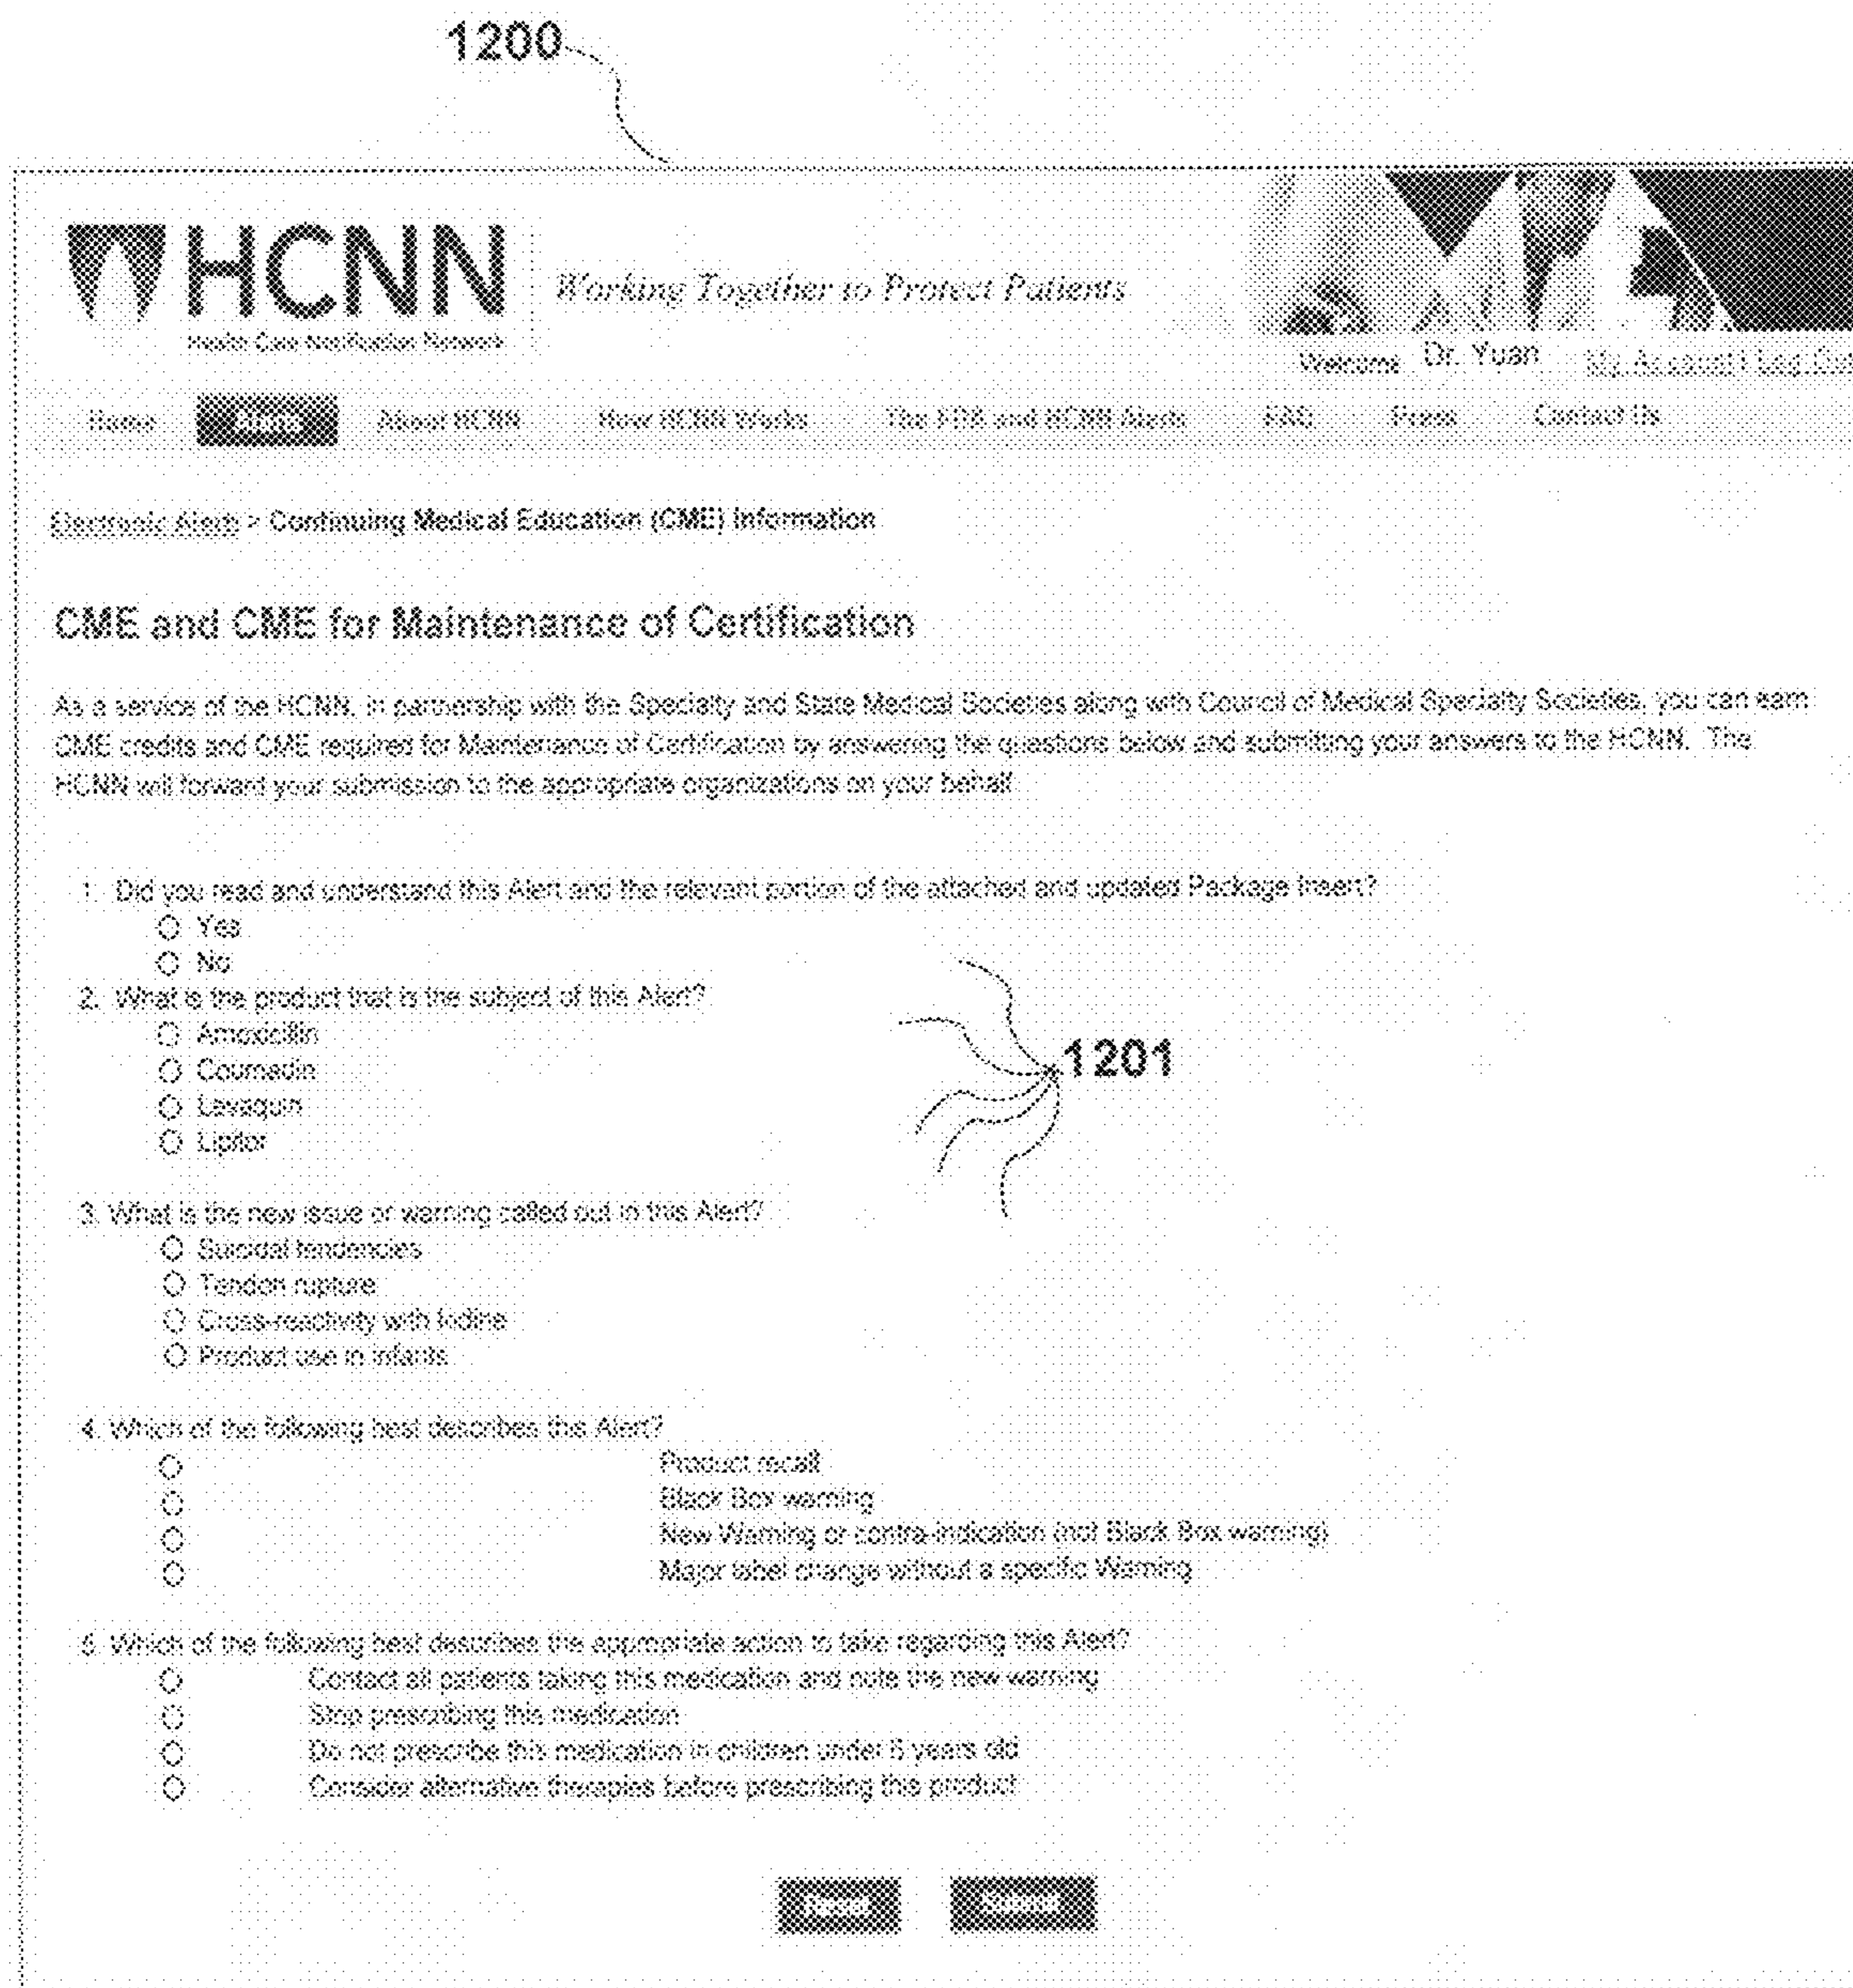 1200
HCNN
Working Together to Protect Patients
Health Care Notification Network
Welcome Dr. Yuan My Account | Log Out
Home Alerts About HCNN How HCNN Works The FDA and HCNN Alerts FAQ Press Contact Us
Electronic Alerts > Continuing Medical Education (CME) Information
CME and CME for Maintenance of Certification
As a service of the HCNN, in partnership with the Specialty and State Medical Societies along with Council of Medical Specialty Societies, you can earn
CME credits and CME required for Maintenance of Certification by answering the questions below and submitting your answers to the HCNN. The
HCNN will forward your submission to the appropriate organizations on your behalf
1. Did you read and understand this Alert and the relevant portion of the attached and updated Package Insert?
Yes
No
2. What is the product that is the subject of this Alert?
Amoxicillin
Coumadin
1201
Lavaquin
Lipitor
3. What is the new issue or warning called out in this Alert?
Suicidal tendencies
Tendon rupture
Cross-reactivity with Iodine
Product use in infants
4. Which of the following best describes this Alert?
Product recall
Black Box warning
New Warning or contra-indication (not Black Box warning)
Major label change without a specific Warning
5. Which of the following best describes the appropriate action to take regarding this Alert?
Contact all patients taking this medication and note the new warning
Stop prescribing this medication
Do not prescribe this medication in children under 5 years old
Consider alternative therapies before prescribing this product
Submit